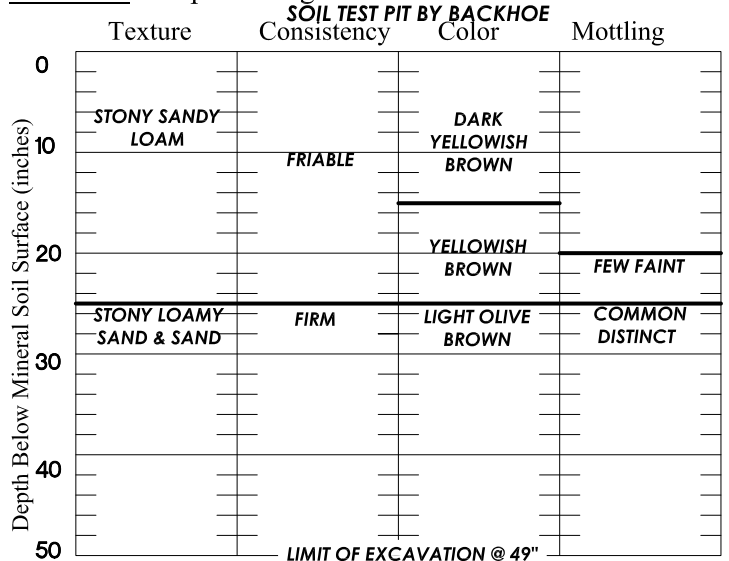 SOIL TEST PIT BY BACKHOE
Texture Consistency Color Mottling
Depth Below Mineral Soil Surface (inches)
0
STONY SANDY
LOAM
DARK
YELLOWISH
BROWN
10
FRIABLE
YELLOWISH
BROWN
20
FEW FAINT
STONY LOAMY
SAND & SAND
FIRM
LIGHT OLIVE
BROWN
COMMON
DISTINCT
30
40
50
LIMIT OF EXCAVATION @ 49"